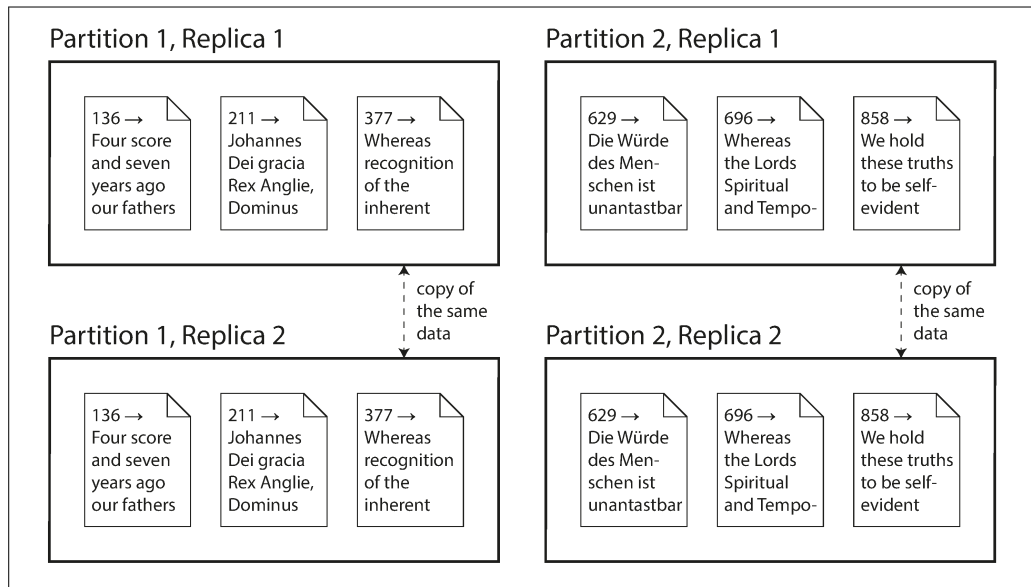 Partition 1, Replica 1
136 →
Four score
and seven
years ago
our fathers
211 →
Johannes
Dei gracia
Rex Anglie,
Dominus
377 →
Whereas
recognition
of the
inherent
Partition 2, Replica 1
629 →
Die Würde
des Men-
schen ist
unantastbar
696 →
Whereas
the Lords
Spiritual
and Tempo-
858 →
We hold
these truths
to be self-
evident
copy of
the same
data
copy of
the same
data
Partition 1, Replica 2
136 →
Four score
and seven
years ago
our fathers
211 →
Johannes
Dei gracia
Rex Anglie,
Dominus
377 →
Whereas
recognition
of the
inherent
Partition 2, Replica 2
629 →
Die Würde
des Men-
schen ist
unantastbar
696 →
Whereas
the Lords
Spiritual
and Tempo-
858 →
We hold
these truths
to be self-
evident